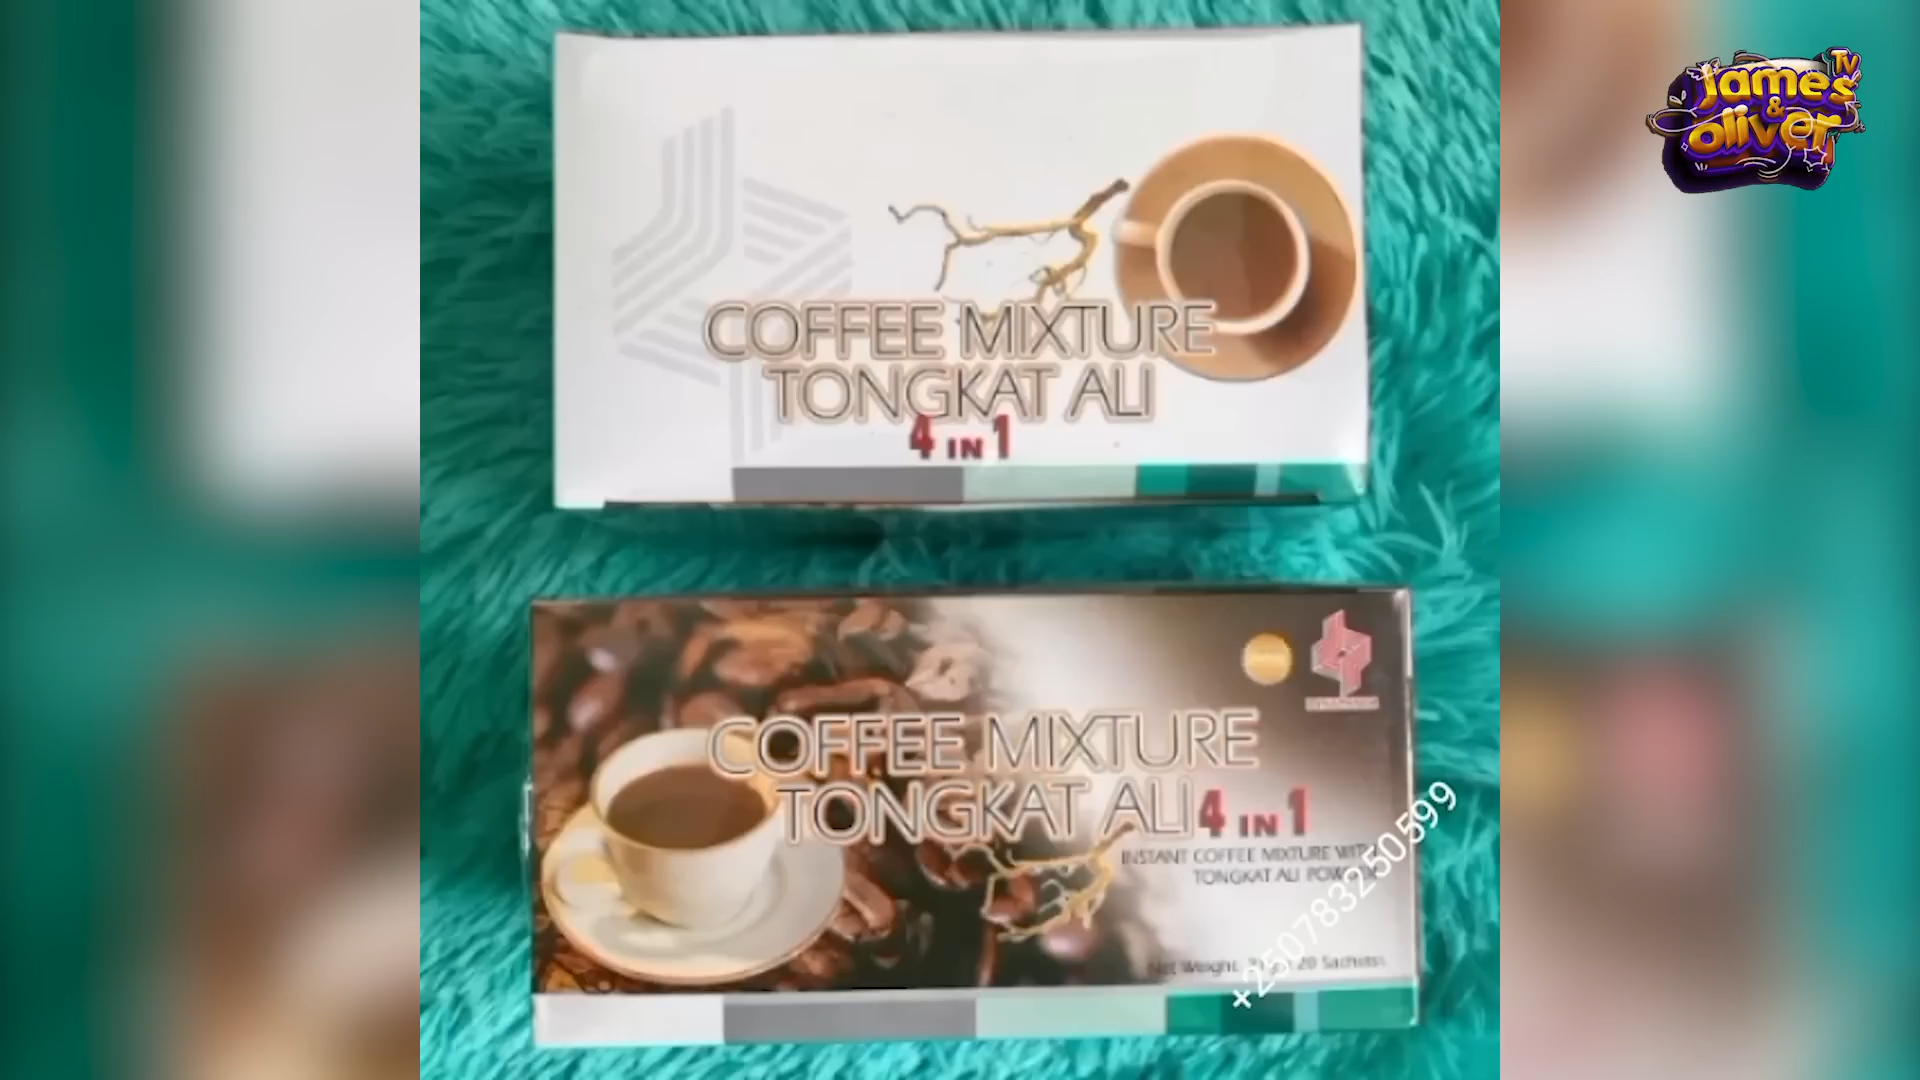 James TV
&
oliver
COFFEE MIXTURE
TONGKAT ALI
4 IN 1
COFFEE MIXTURE
TONGKAT ALI 4 IN 1
INSTANT COFFEE MIXTURE WITH
TONGKAT ALI POWDER
Net Weight: 20 Sachets
+250783250599